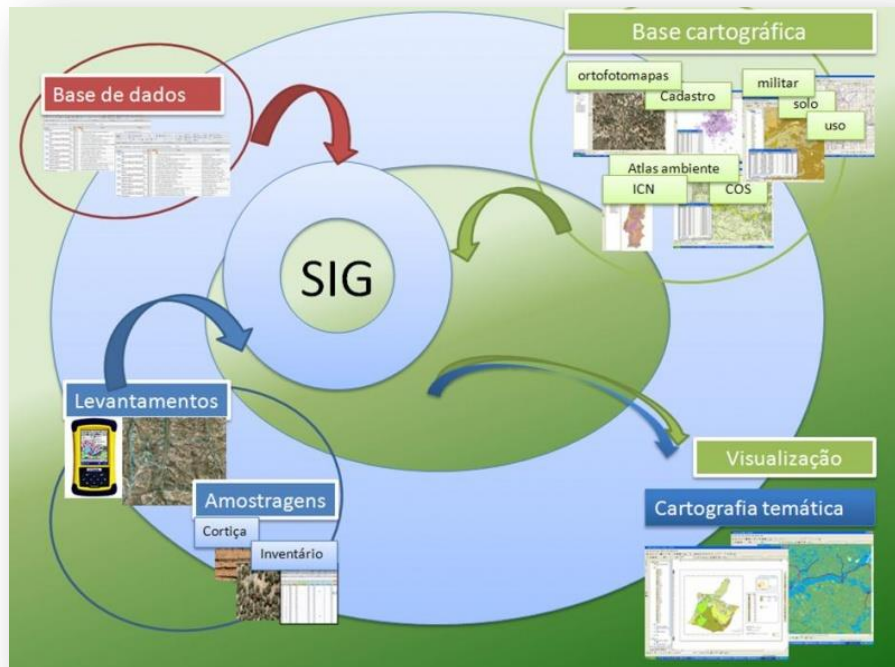 Base de dados
Base cartográfica
ortofotomapas
Cadastro
militar
solo
uso
Atlas ambiente
ICN
COS
SIG
Levantamentos
Amostragens
Cortiça
Inventário
Visualização
Cartografia temática